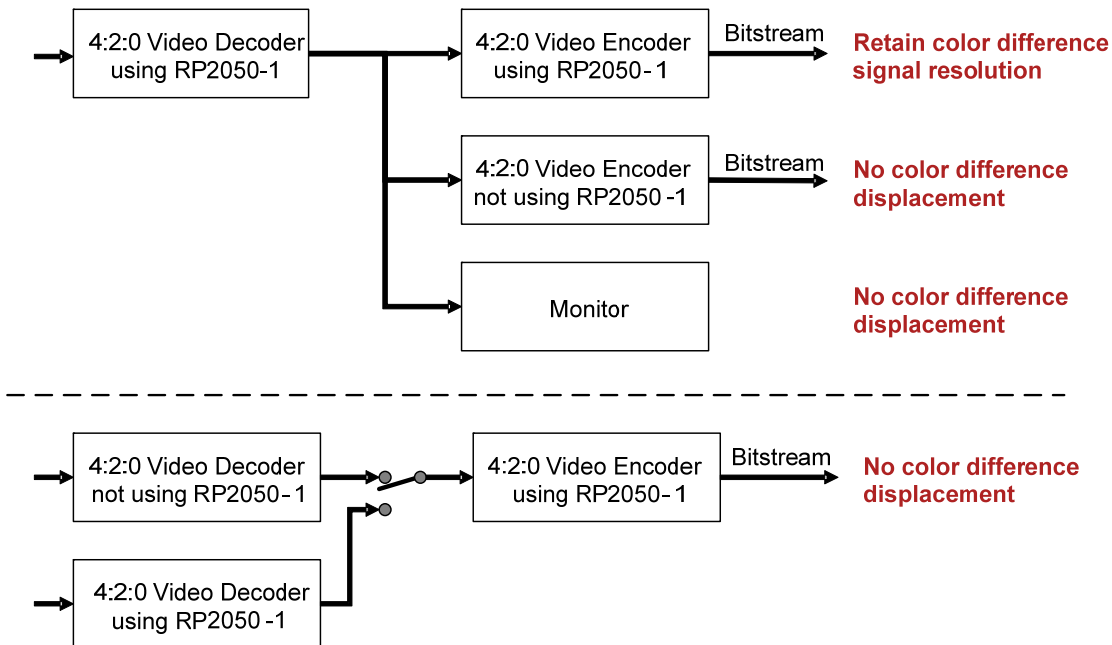 4:2:0 Video Decoder
using RP2050-1
4:2:0 Video Encoder
using RP2050-1
Bitstream
Retain color difference
signal resolution
4:2:0 Video Encoder
not using RP2050-1
Bitstream
No color difference
displacement
Monitor
No color difference
displacement
4:2:0 Video Decoder
not using RP2050-1
4:2:0 Video Encoder
using RP2050-1
Bitstream
No color difference
displacement
4:2:0 Video Decoder
using RP2050-1